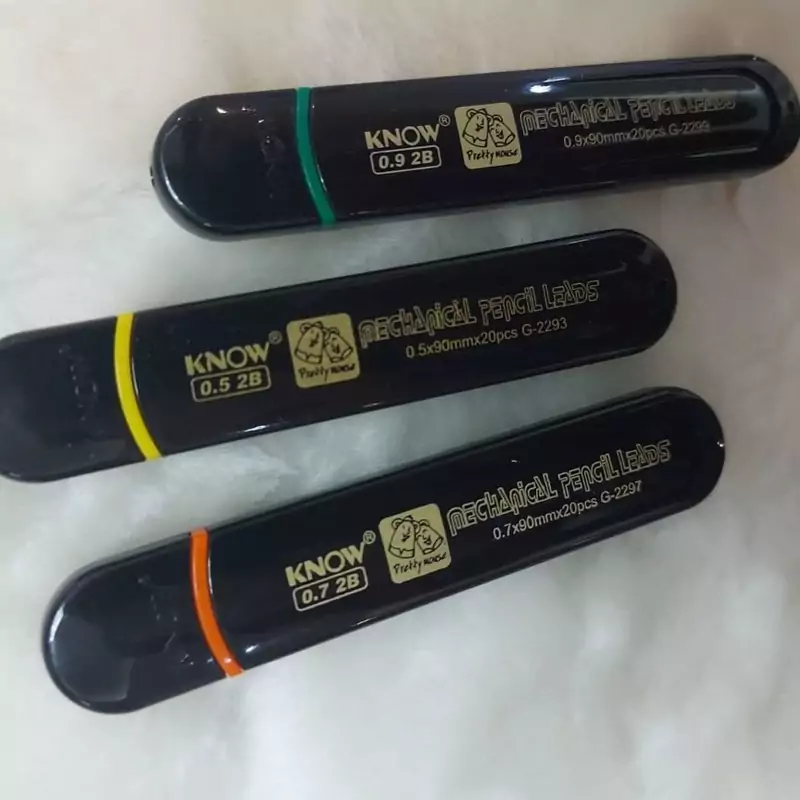 KNOW®
0.9 2B
Pretty mouse
MECHANICAL PENCIL LEADS
0.9x90mmx20pcs G-2299
KNOW®
0.5 2B
Pretty mouse
MECHANICAL PENCIL LEADS
0.5x90mmx20pcs G-2293
KNOW®
0.7 2B
Pretty mouse
MECHANICAL PENCIL LEADS
0.7x90mmx20pcs G-2297